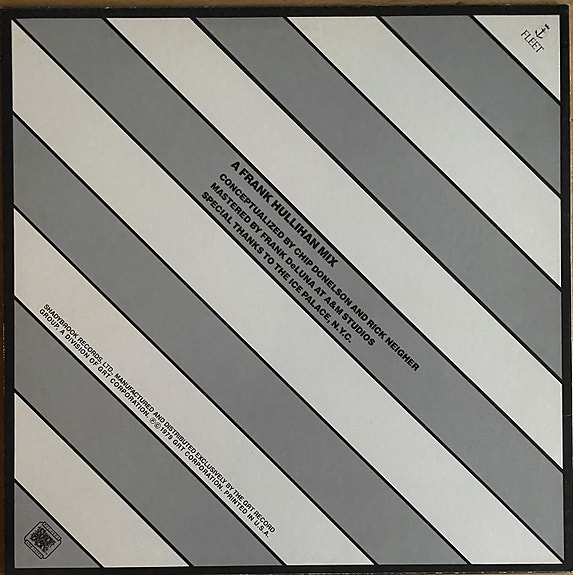 FLEET
A FRANK HULLIHAN MIX
CONCEPTUALIZED BY CHIP DONELSON AND RICK NEIGHER
MASTERED BY FRANK DeLUNA AT A&M STUDIOS
SPECIAL THANKS TO THE ICE PALACE, N.Y.C.
SHADYBROOK RECORDS, LTD. MANUFACTURED AND DISTRIBUTED EXCLUSIVELY BY THE GRT RECORD
GROUP, A DIVISION OF GRT CORPORATION. ℗©1979 GRT CORPORATION. PRINTED IN U.S.A.